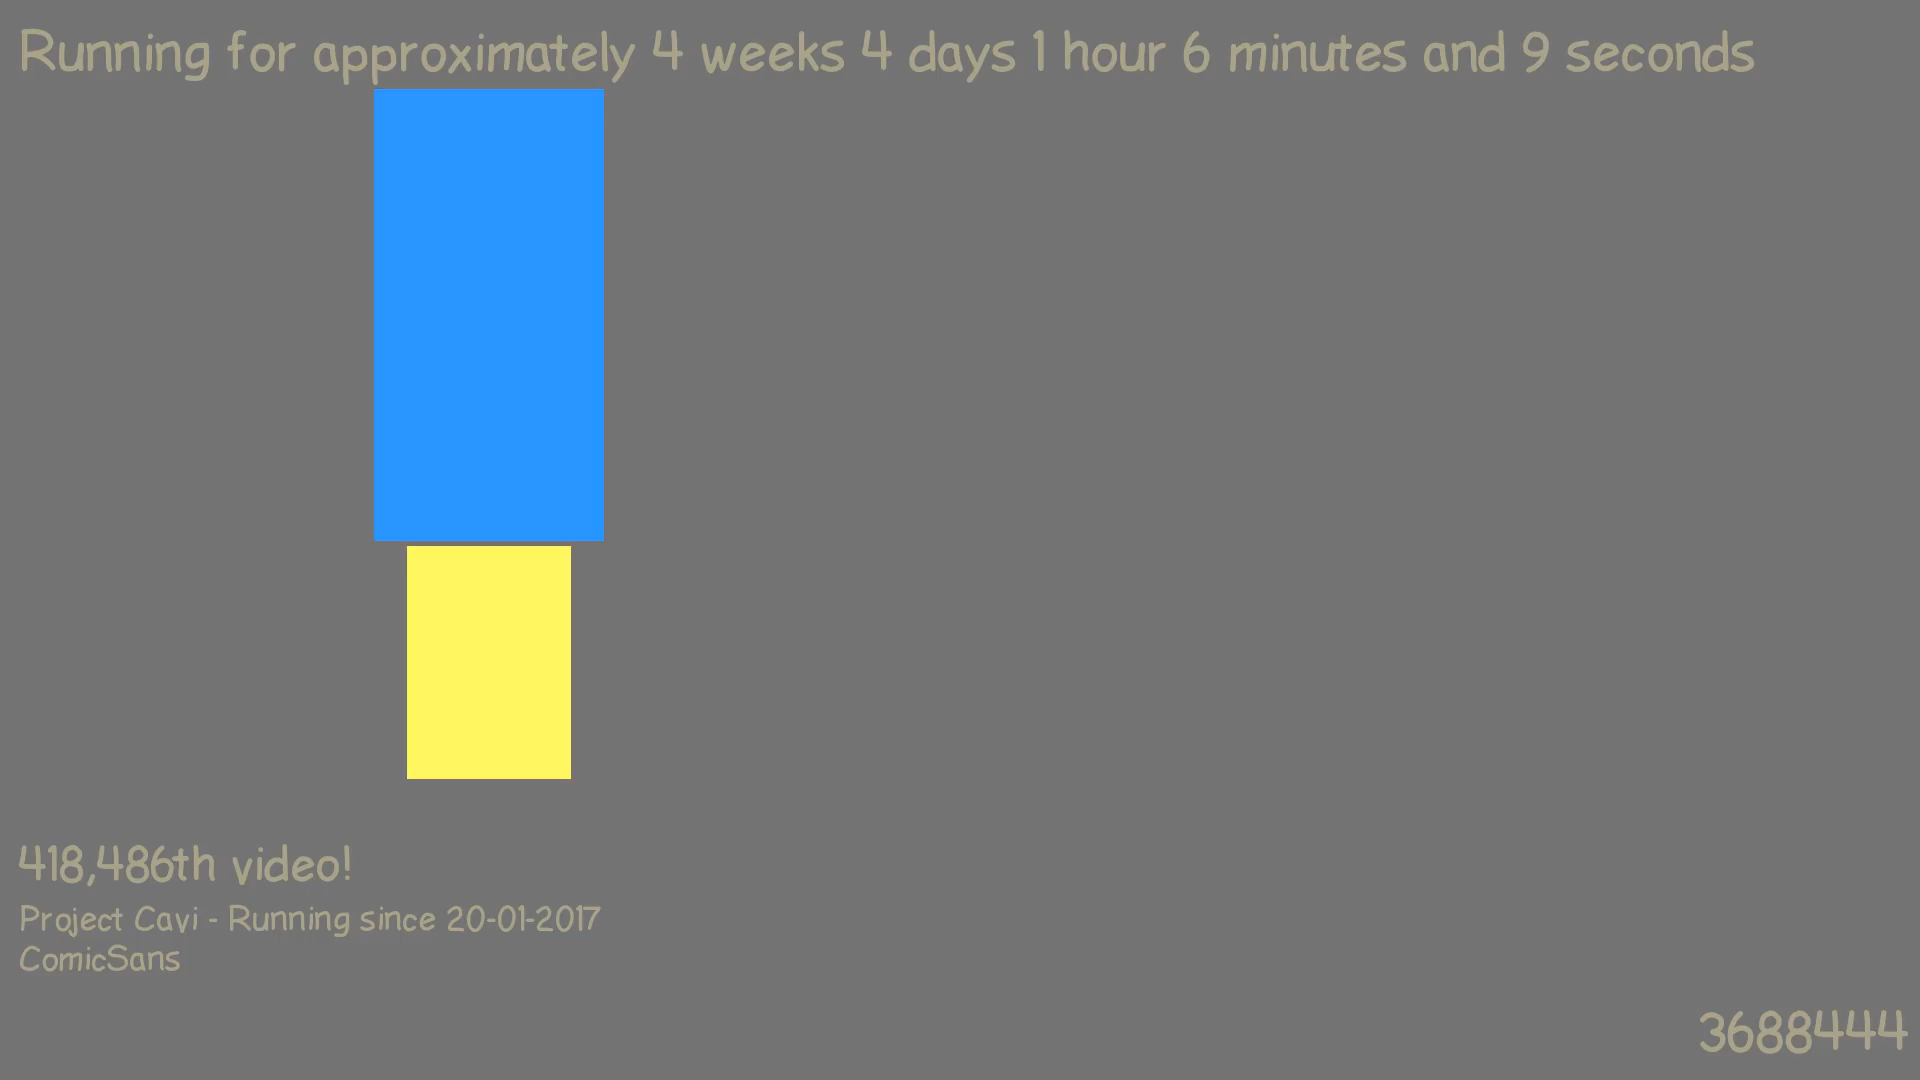 Running for approximately 4 weeks 4 days 1 hour 6 minutes and 9 seconds
418,486th video!
Project Cavi - Running since 20-01-2017
ComicSans
3688444